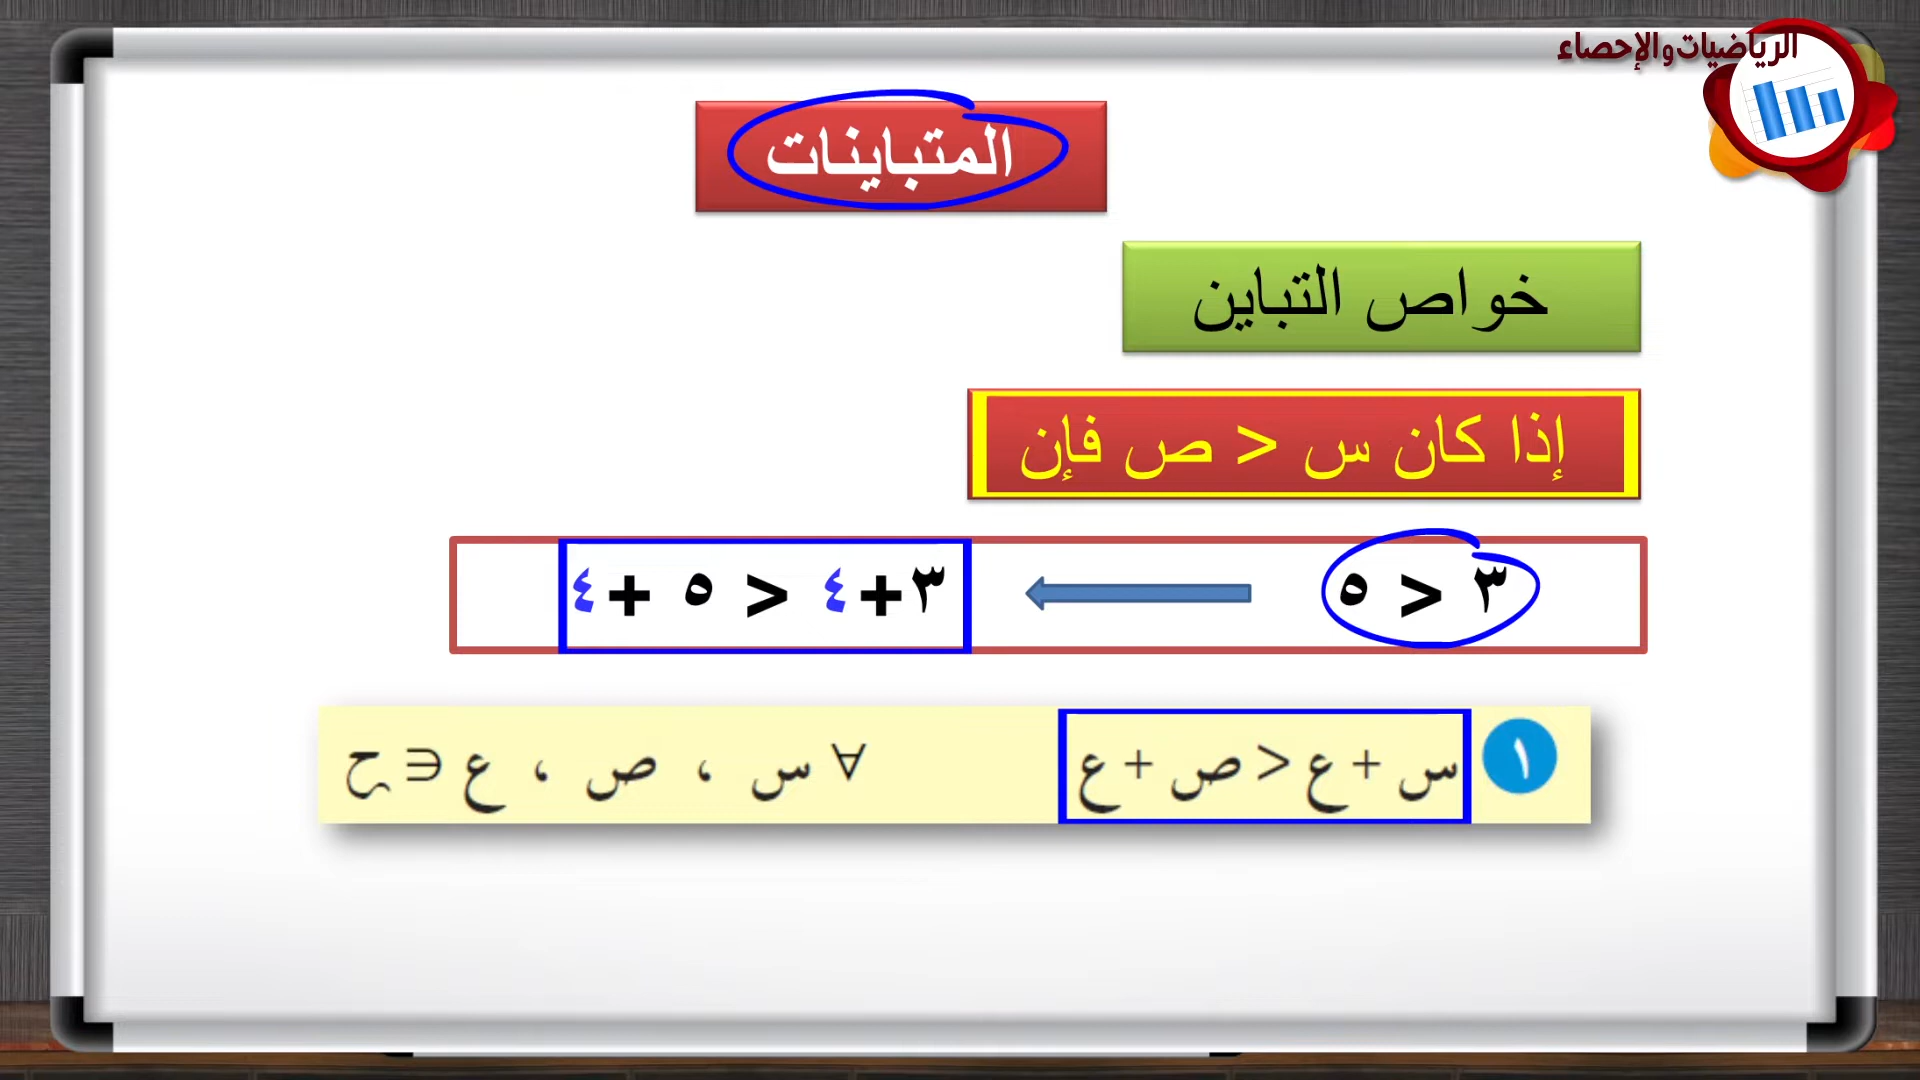 الرياضيات والإحصاء
المتباينات
خواص التباين
إذا كان س < ص فإن
٣ < ٥ ← ٣+٤ < ٥ + ٤
١ س + ع < ص + ع ∀ س ، ص ، ع ∈ ح